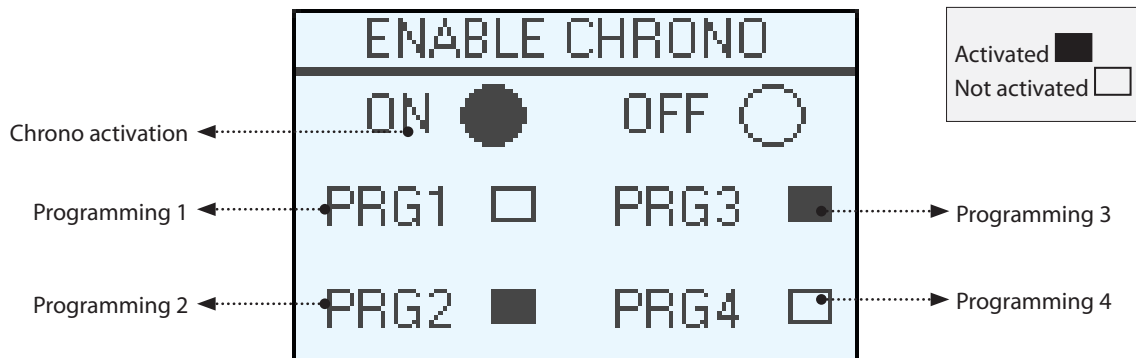 ENABLE CHRONO
Activated
Not activated
ON OFF
Chrono activation
PRG1 PRG3
Programming 1
Programming 3
PRG2 PRG4
Programming 2
Programming 4